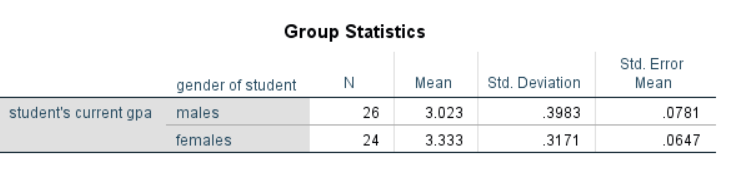 Group Statistics
gender of student N Mean Std. Deviation Std. Error Mean
student's current gpa males 26 3.023 .3983 .0781
females 24 3.333 .3171 .0647